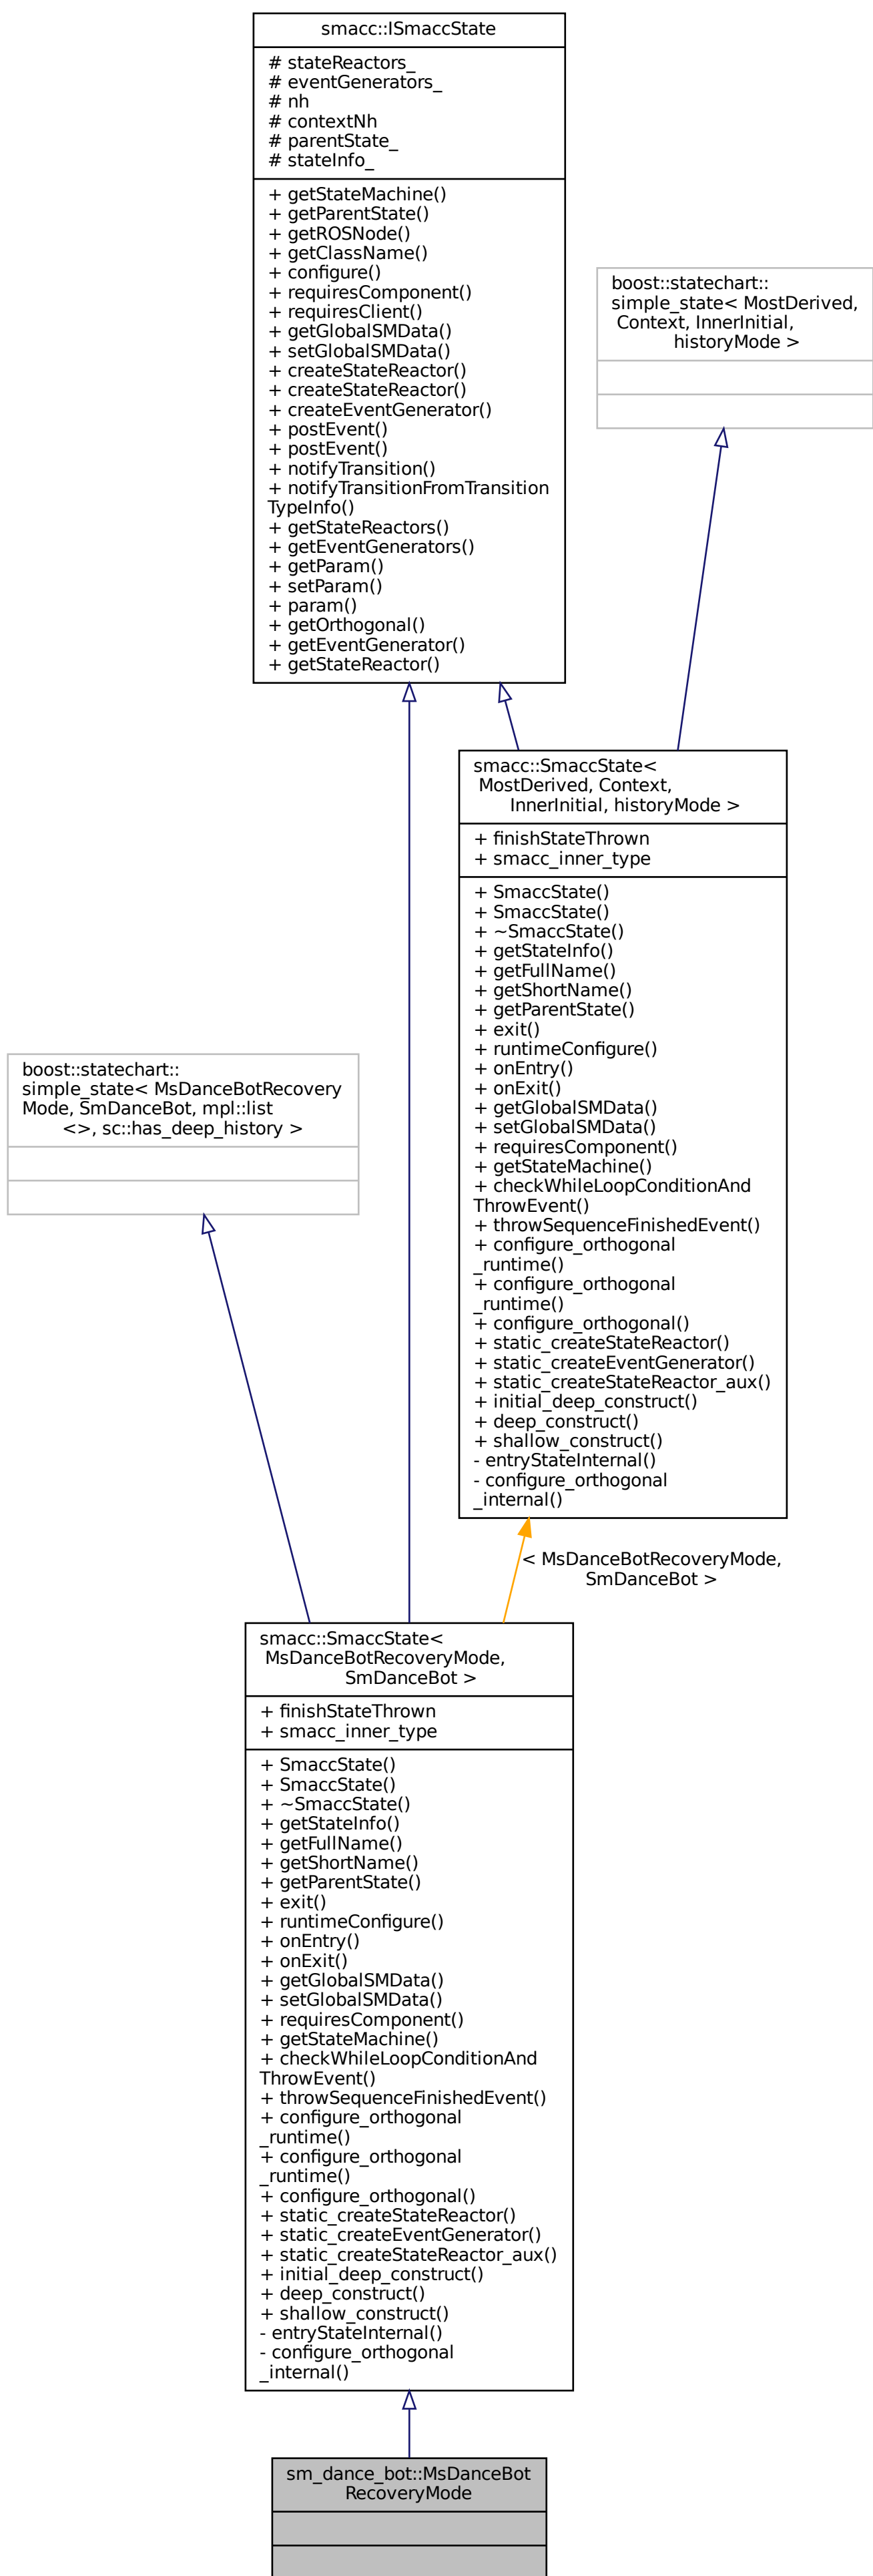 smacc::ISmaccState
# stateReactors_
# eventGenerators_
# nh
# contextNh
# parentState_
# stateInfo_
+ getStateMachine()
+ getParentState()
+ getROSNode()
+ getClassName()
+ configure()
+ requiresComponent()
+ requiresClient()
+ getGlobalSMData()
+ setGlobalSMData()
+ createStateReactor()
+ createStateReactor()
+ createEventGenerator()
+ postEvent()
+ postEvent()
+ notifyTransition()
+ notifyTransitionFromTransition
TypeInfo()
+ getStateReactors()
+ getEventGenerators()
+ getParam()
+ setParam()
+ param()
+ getOrthogonal()
+ getEventGenerator()
+ getStateReactor()
boost::statechart::
simple_state< MostDerived,
Context, InnerInitial,
historyMode >
smacc::SmaccState<
MostDerived, Context,
InnerInitial, historyMode >
+ finishStateThrown
+ smacc_inner_type
+ SmaccState()
+ SmaccState()
+ ~SmaccState()
+ getStateInfo()
+ getFullName()
+ getShortName()
+ getParentState()
+ exit()
+ runtimeConfigure()
+ onEntry()
+ onExit()
+ getGlobalSMData()
+ setGlobalSMData()
+ requiresComponent()
+ getStateMachine()
+ checkWhileLoopConditionAnd
ThrowEvent()
+ throwSequenceFinishedEvent()
+ configure_orthogonal
_runtime()
+ configure_orthogonal
_runtime()
+ configure_orthogonal()
+ static_createStateReactor()
+ static_createEventGenerator()
+ static_createStateReactor_aux()
+ initial_deep_construct()
+ deep_construct()
+ shallow_construct()
- entryStateInternal()
- configure_orthogonal
_internal()
boost::statechart::
simple_state< MsDanceBotRecovery
Mode, SmDanceBot, mpl::list
<>, sc::has_deep_history >
< MsDanceBotRecoveryMode,
SmDanceBot >
smacc::SmaccState<
MsDanceBotRecoveryMode,
SmDanceBot >
+ finishStateThrown
+ smacc_inner_type
+ SmaccState()
+ SmaccState()
+ ~SmaccState()
+ getStateInfo()
+ getFullName()
+ getShortName()
+ getParentState()
+ exit()
+ runtimeConfigure()
+ onEntry()
+ onExit()
+ getGlobalSMData()
+ setGlobalSMData()
+ requiresComponent()
+ getStateMachine()
+ checkWhileLoopConditionAnd
ThrowEvent()
+ throwSequenceFinishedEvent()
+ configure_orthogonal
_runtime()
+ configure_orthogonal
_runtime()
+ configure_orthogonal()
+ static_createStateReactor()
+ static_createEventGenerator()
+ static_createStateReactor_aux()
+ initial_deep_construct()
+ deep_construct()
+ shallow_construct()
- entryStateInternal()
- configure_orthogonal
_internal()
sm_dance_bot::MsDanceBot
RecoveryMode